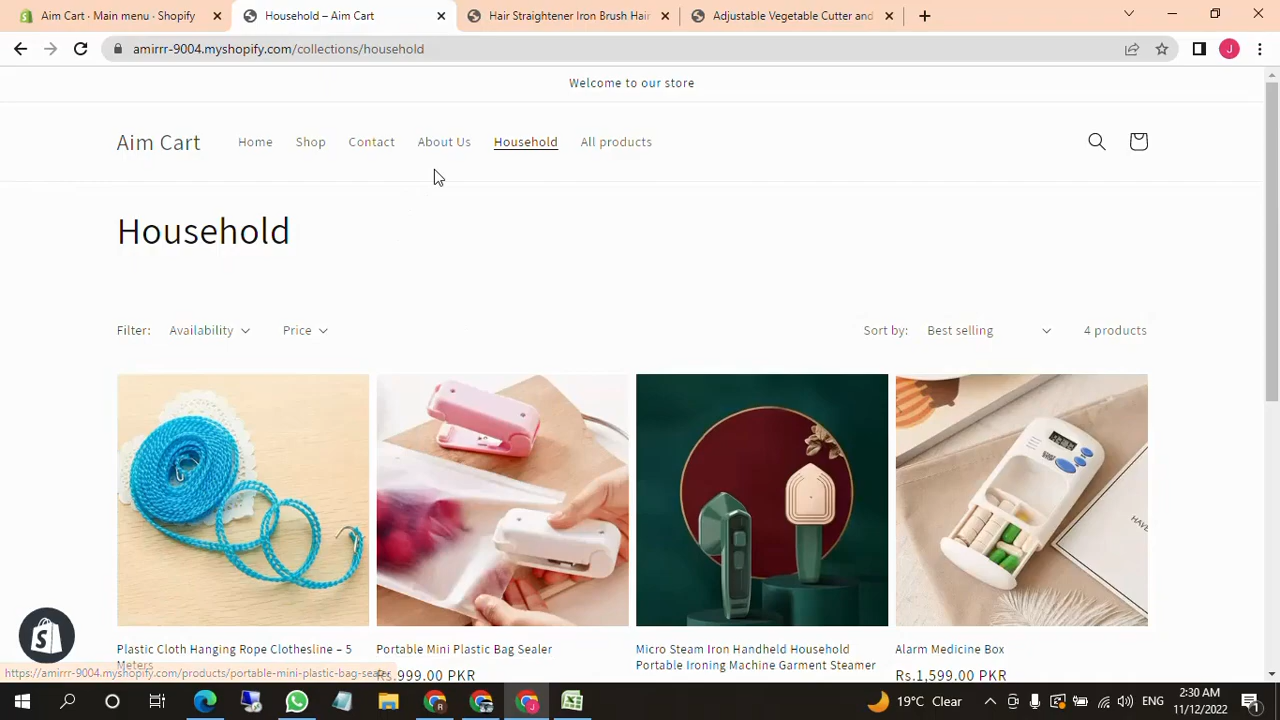 Aim Cart · Main menu · Shopify
Household – Aim Cart
Hair Straightener Iron Brush Hair
Adjustable Vegetable Cutter and
amirrr-9004.myshopify.com/collections/household
J
Welcome to our store
Aim Cart
Home
Shop
Contact
About Us
Household
All products
Household
Filter:
Availability
Price
Sort by:
Best selling
4 products
HAVE
Plastic Cloth Hanging Rope Clothesline – 5
Meters
Portable Mini Plastic Bag Sealer
Rs.999.00 PKR
Micro Steam Iron Handheld Household
Portable Ironing Machine Garment Steamer
Alarm Medicine Box
Rs.1,599.00 PKR
https://amirrr-9004.myshopify.com/products/portable-mini-plastic-bag-sealer
19°C Clear
ENG
2:30 AM
11/12/2022